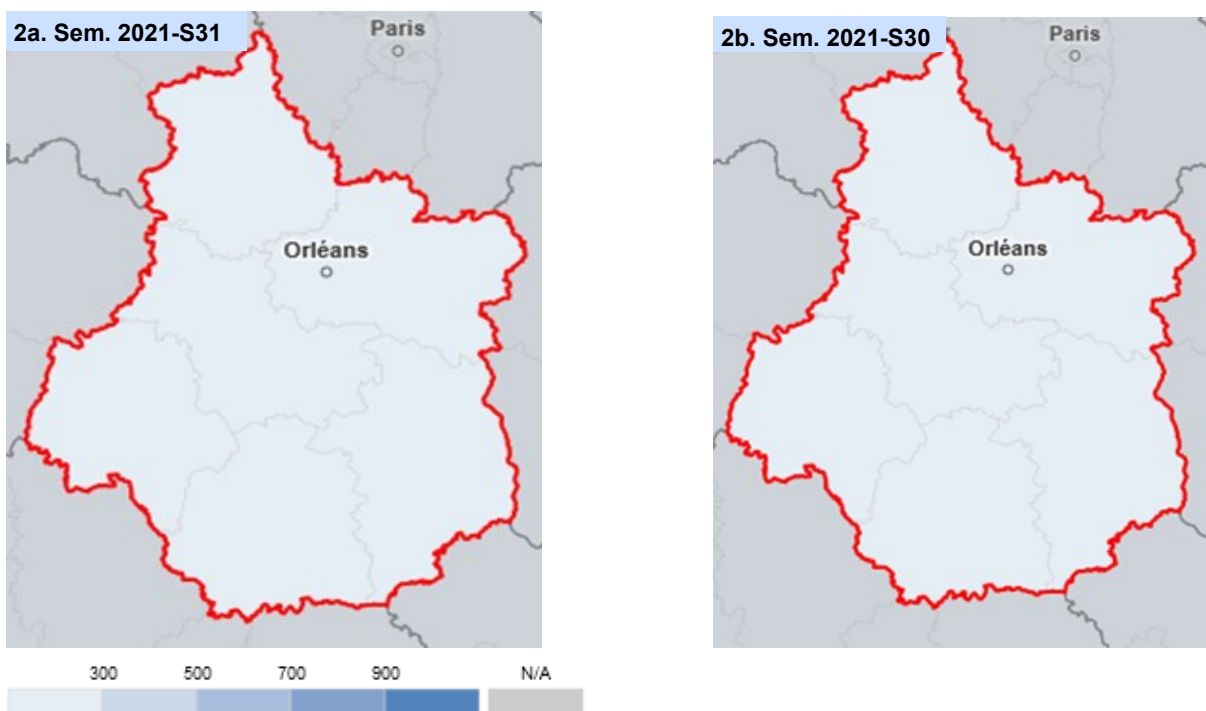 2a. Sem. 2021-S31
Paris
Orléans
2b. Sem. 2021-S30
Paris
Orléans
300 500 700 900 N/A